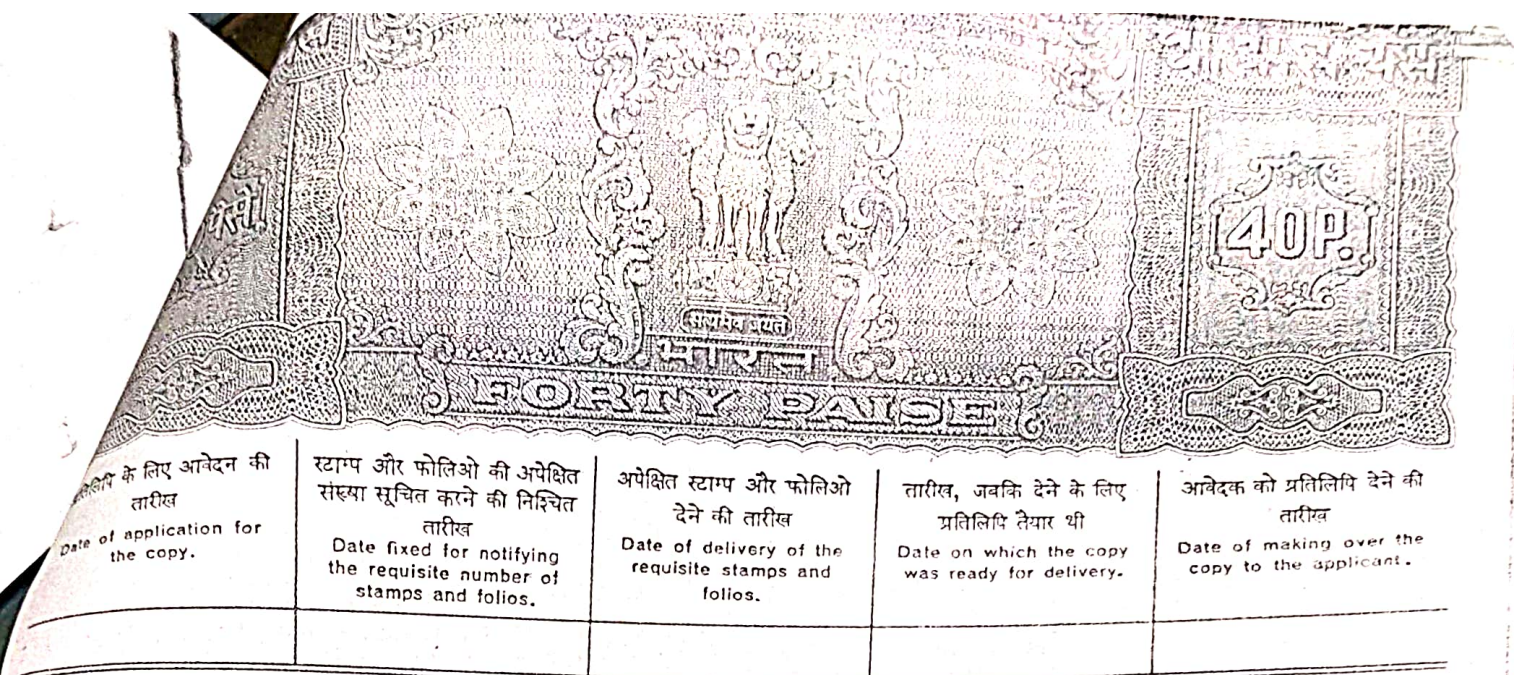 40P.
सत्यमेव जयते
भारत
FORTY PAISE
के लिए आवेदन की
तारीख
Date of application for
the copy.
स्टाम्प और फोलिओ की अपेक्षित
संख्या सूचित करने की निश्चित
तारीख
Date fixed for notifying
the requisite number of
stamps and folios.
अपेक्षित स्टाम्प और फोलिओ
देने की तारीख
Date of delivery of the
requisite stamps and
folios.
तारीख, जबकि देने के लिए
प्रतिलिपि तैयार थी
Date on which the copy
was ready for delivery.
आवेदक को प्रतिलिपि देने की
तारीख
Date of making over the
copy to the applicant.